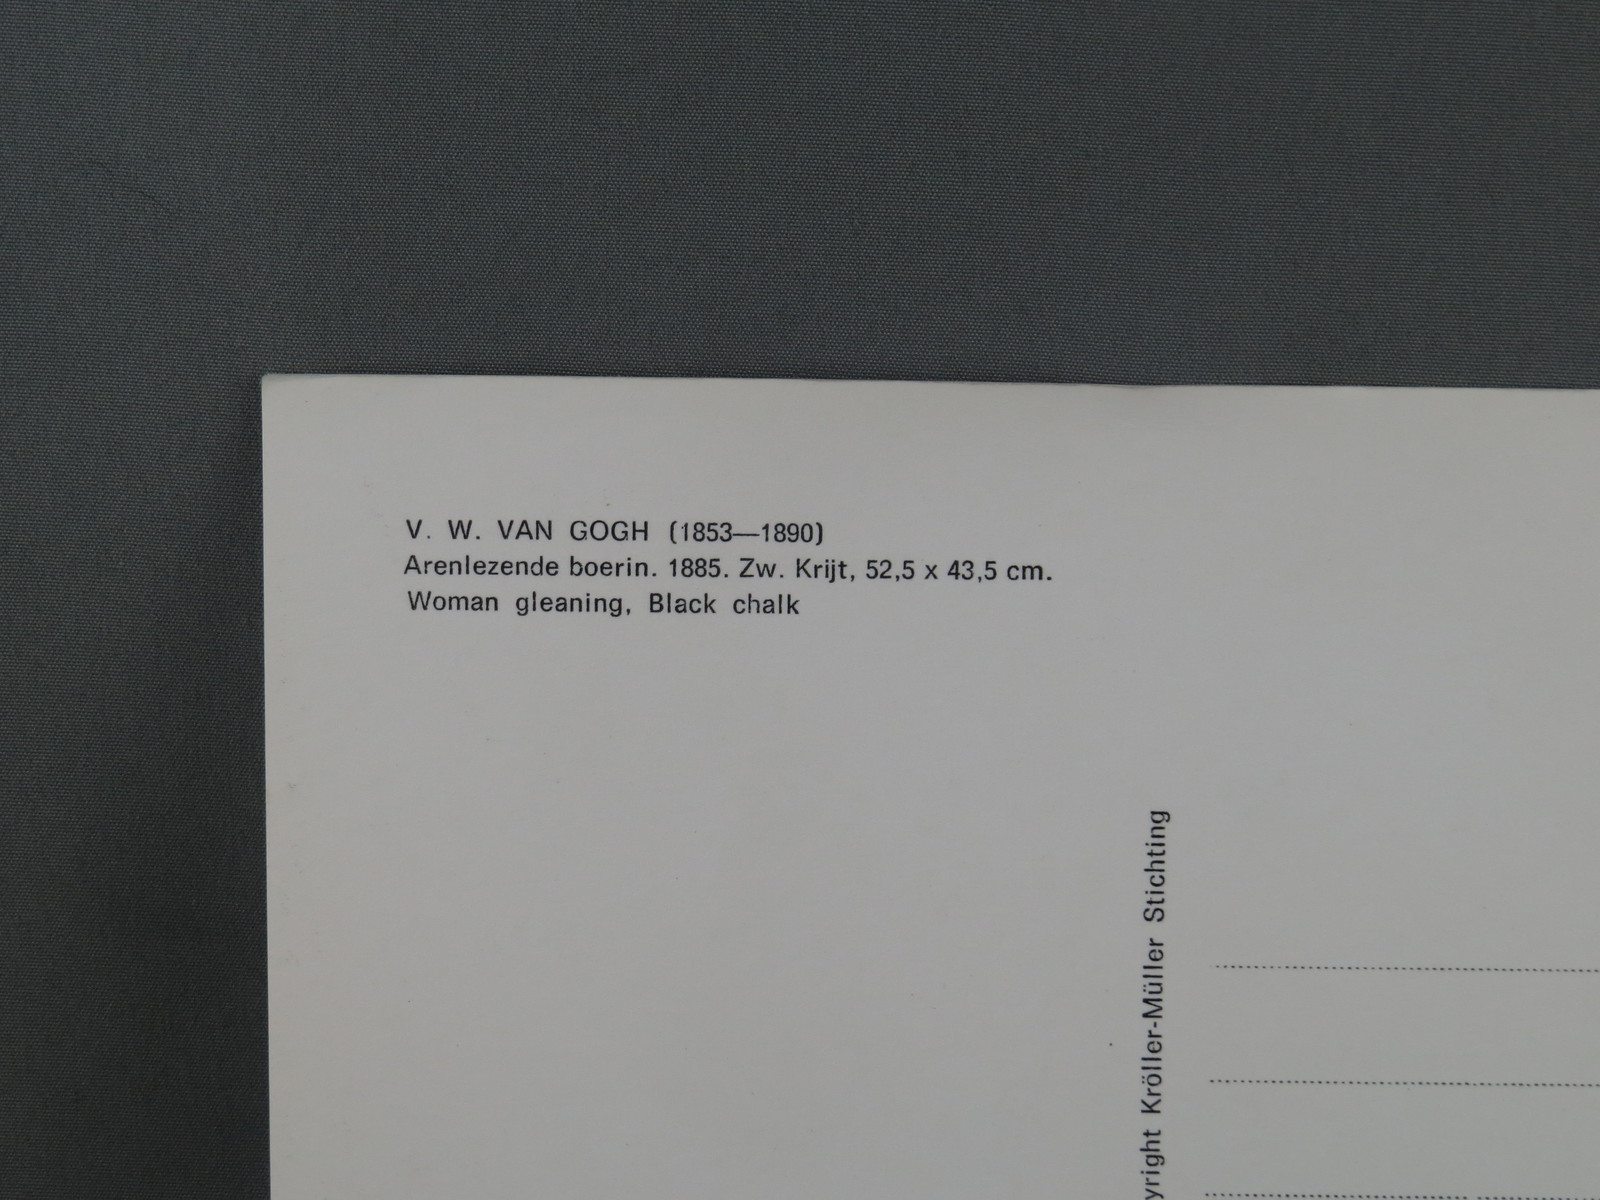 V. W. VAN GOGH (1853—1890)
Arenlezende boerin. 1885. Zw. Krijt, 52,5 x 43,5 cm.
Woman gleaning, Black chalk
yright Kröller-Müller Stichting